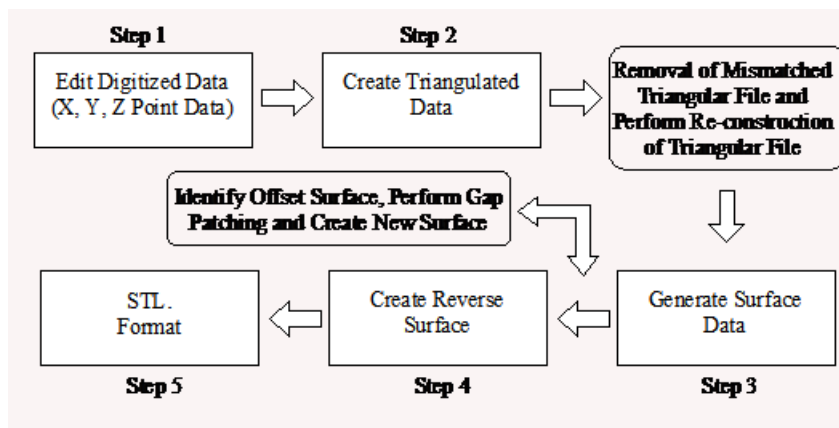 Step 1
Step 2
Edit Digitized Data
(X, Y, Z Point Data)
Create Triangulated
Data
Removal of Mismatched
Triangular File and
Perform Re-construction
of Triangular File
Identify Offset Surface, Perform Gap
Patching and Create New Surface
STL.
Format
Create Reverse
Surface
Generate Surface
Data
Step 5
Step 4
Step 3